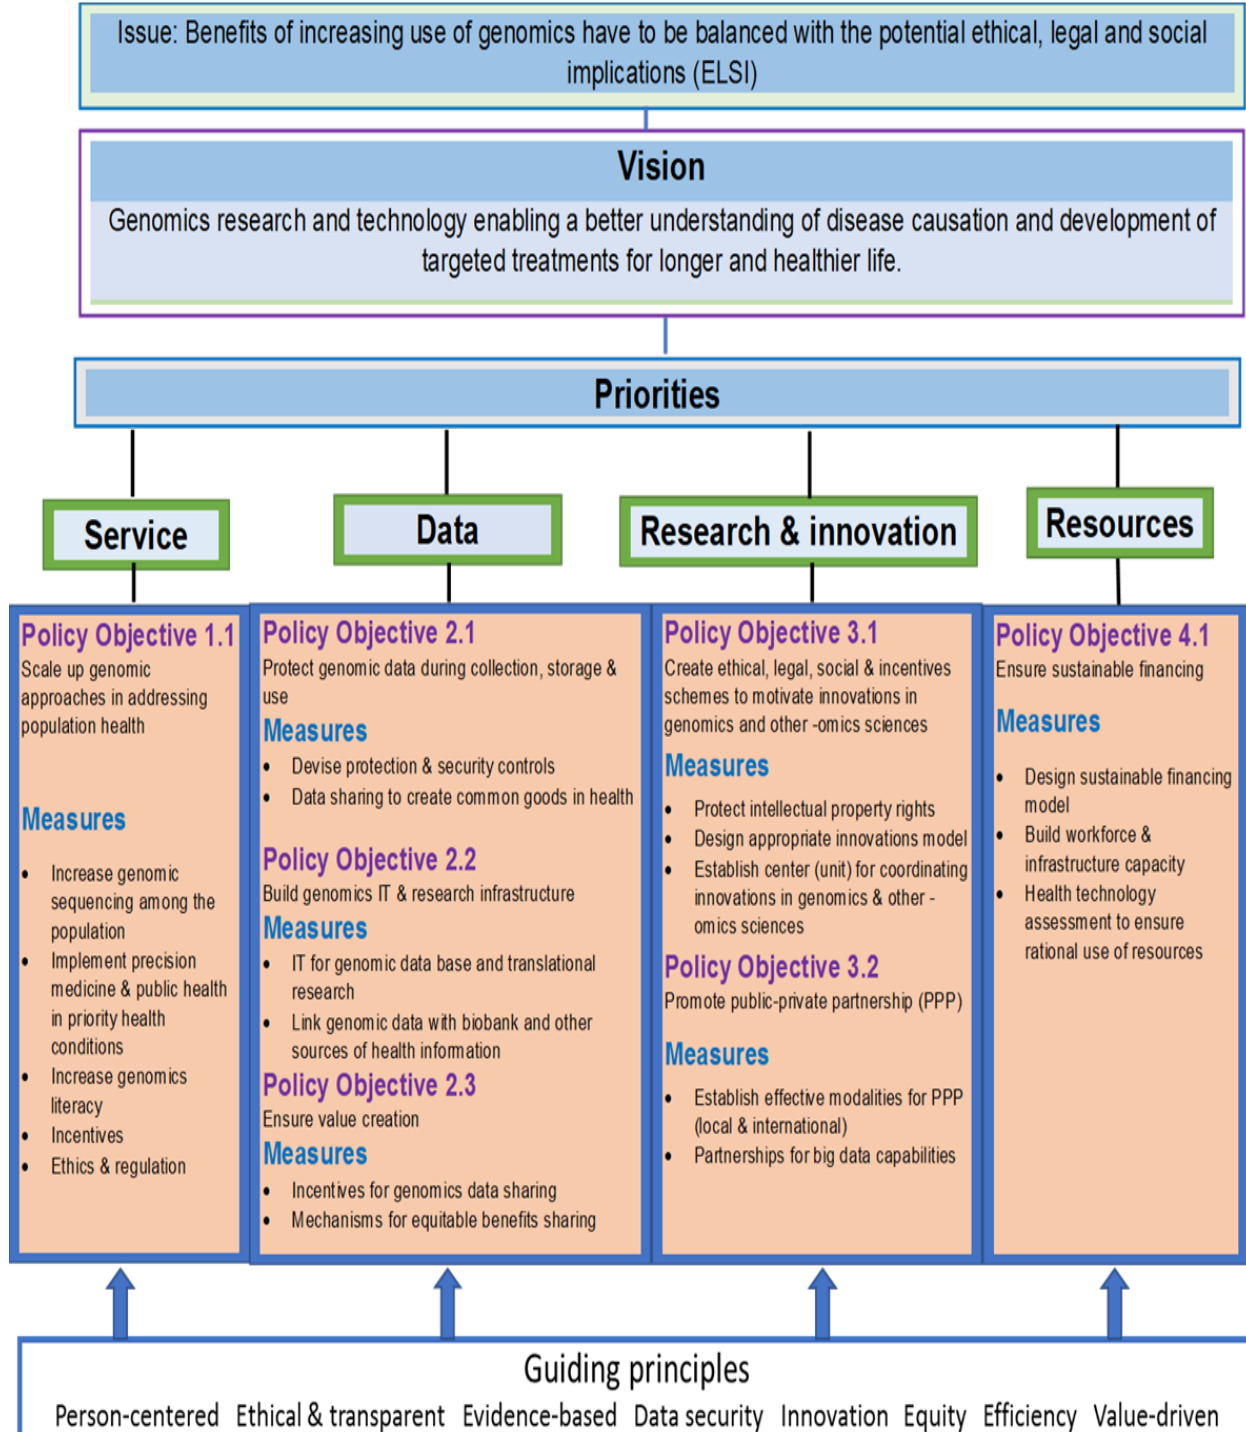 Issue: Benefits of increasing use of genomics have to be balanced with the potential ethical, legal and social
implications (ELSI)
Vision
Genomics research and technology enabling a better understanding of disease causation and development of
targeted treatments for longer and healthier life.
Priorities
Service
Data
Research & innovation
Resources
Policy Objective 1.1
Scale up genomic
approaches in addressing
population health
Measures
• Increase genomic
sequencing among the
population
• Implement precision
medicine & public health
in priority health
conditions
• Increase genomics
literacy
• Incentives
• Ethics & regulation
Policy Objective 2.1
Protect genomic data during collection, storage &
use
Measures
• Devise protection & security controls
• Data sharing to create common goods in health
Policy Objective 2.2
Build genomics IT & research infrastructure
Measures
• IT for genomic data base and translational
research
• Link genomic data with biobank and other
sources of health information
Policy Objective 2.3
Ensure value creation
Measures
• Incentives for genomics data sharing
• Mechanisms for equitable benefits sharing
Policy Objective 3.1
Create ethical, legal, social & incentives
schemes to motivate innovations in
genomics and other -omics sciences
Measures
• Protect intellectual property rights
• Design appropriate innovations model
• Establish center (unit) for coordinating
innovations in genomics & other -
omics sciences
Policy Objective 3.2
Promote public-private partnership (PPP)
Measures
• Establish effective modalities for PPP
(local & international)
• Partnerships for big data capabilities
Policy Objective 4.1
Ensure sustainable financing
Measures
• Design sustainable financing
model
• Build workforce &
infrastructure capacity
• Health technology
assessment to ensure
rational use of resources
Guiding principles
Person-centered Ethical & transparent Evidence-based Data security Innovation Equity Efficiency Value-driven